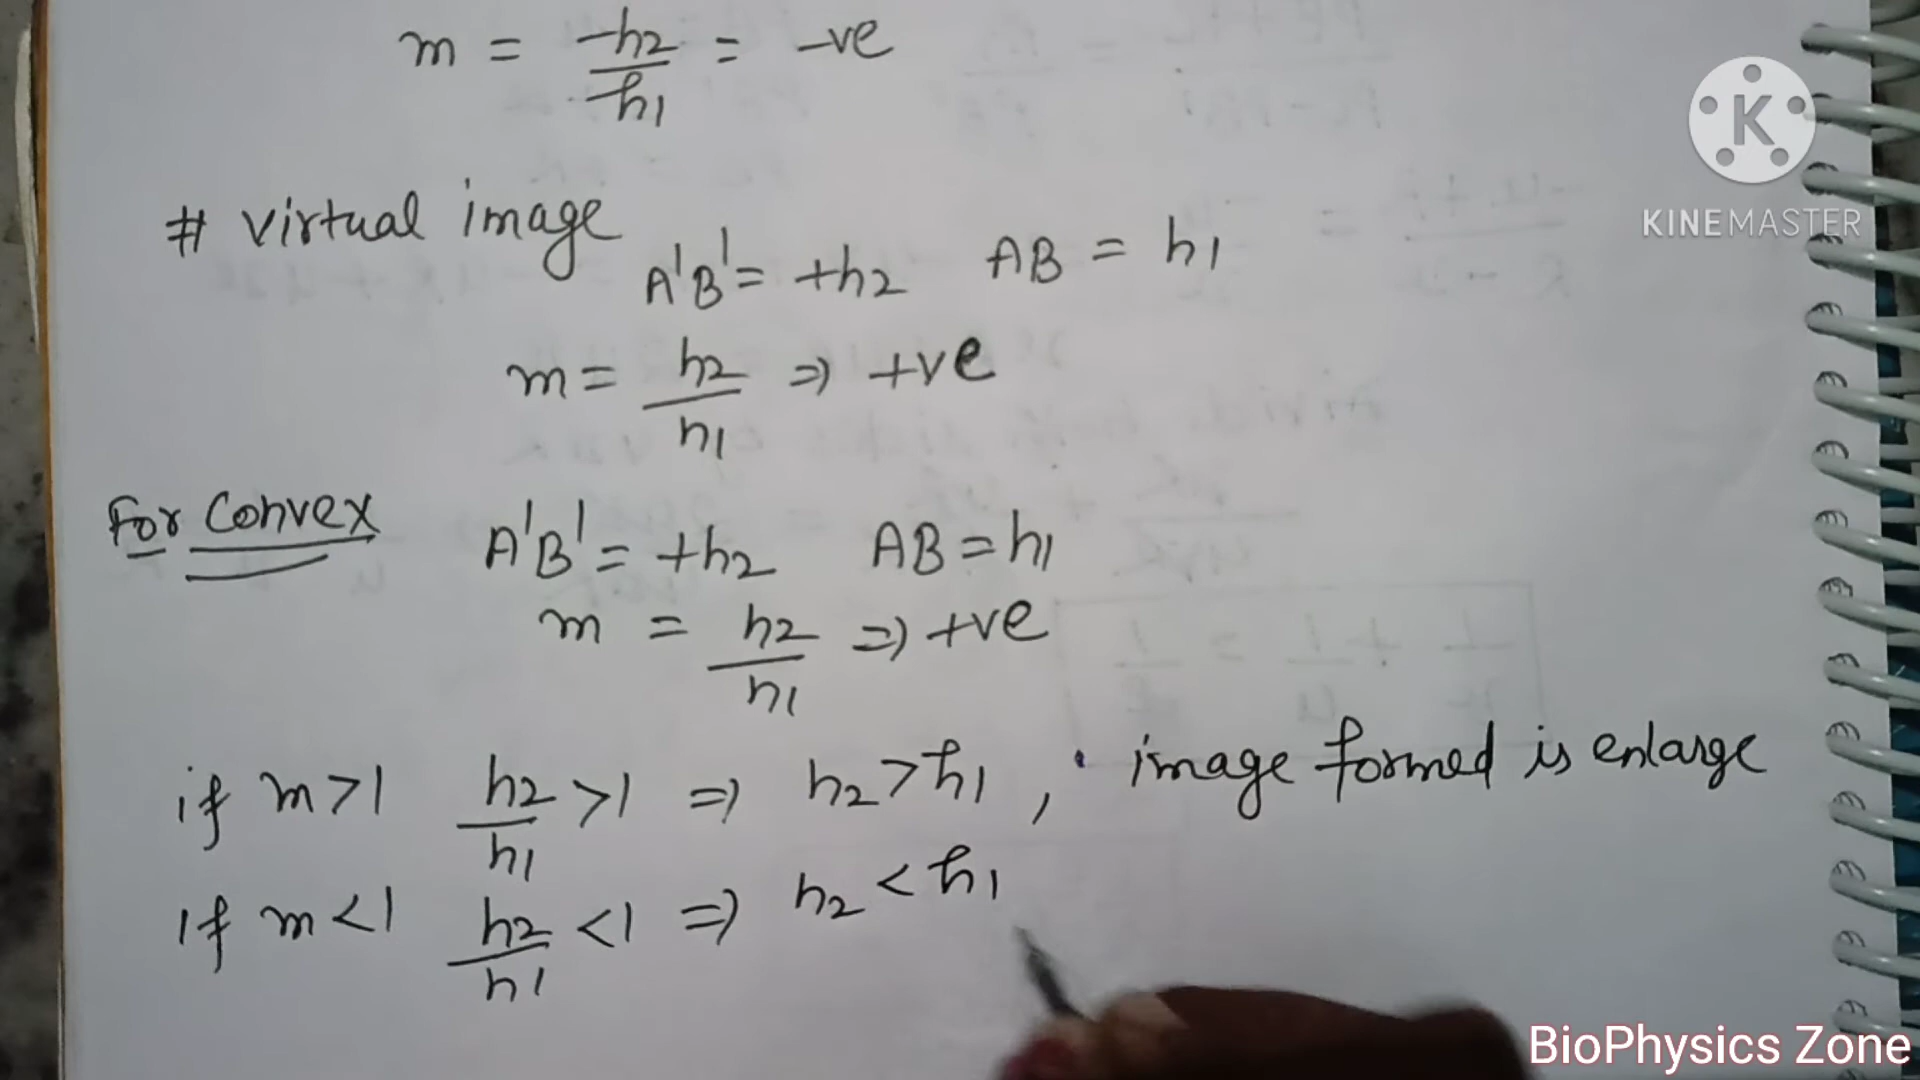 m = -h2/h1 = -ve
K
KINEMASTER
# virtual image
A'B' = +h2 AB = h1
m = h2/h1 ⇒ +ve
For Convex A'B' = +h2 AB = h1
m = h2/h1 ⇒ +ve
if m > 1 h2/h1 > 1 ⇒ h2 > h1 , image formed is enlarge
If m < 1 h2/h1 < 1 ⇒ h2 < h1
BioPhysics Zone